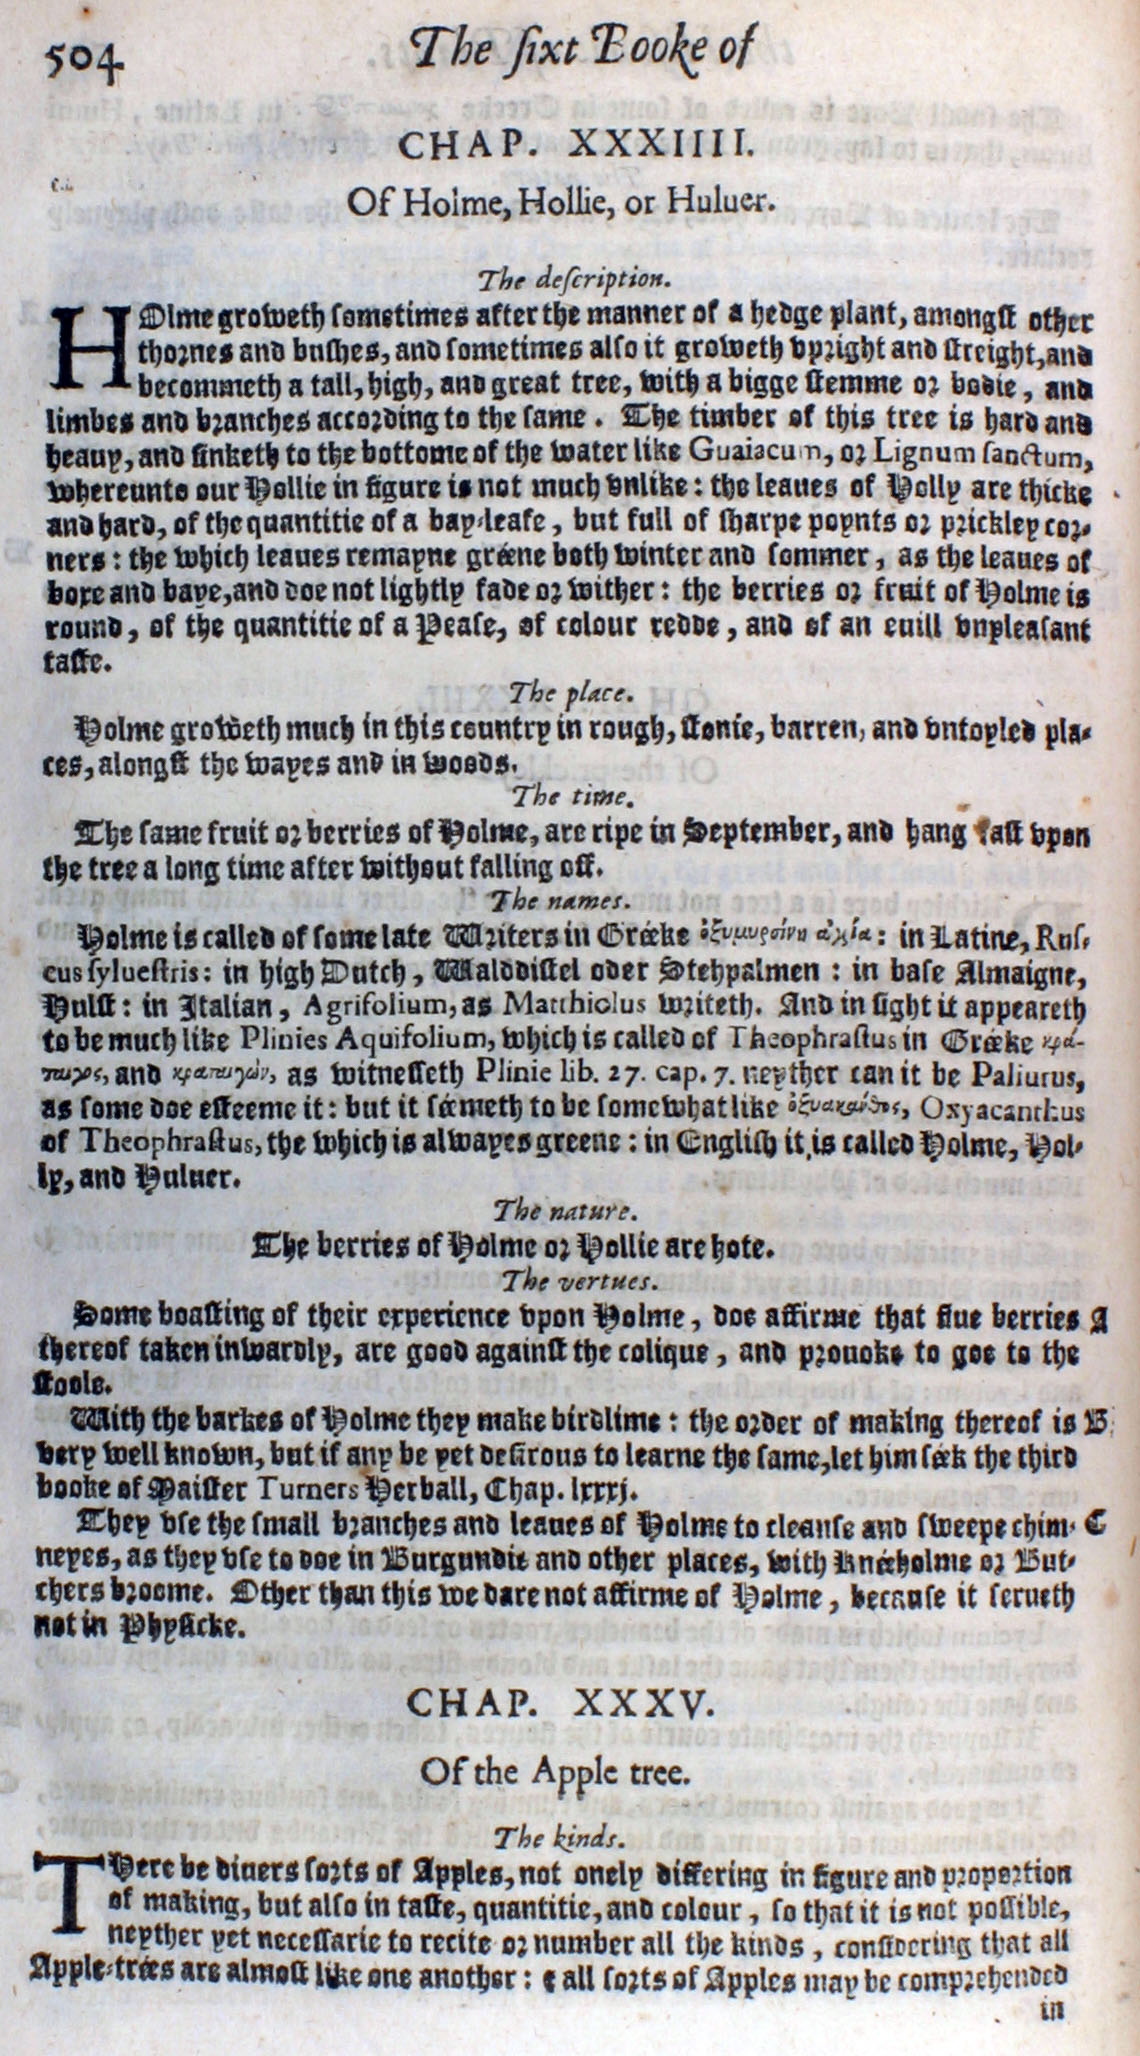 504
The ſixt Booke of
CHAP. XXXIIII.
Of Holme, Hollie, or Huluer.
The deſcription.
HOlme groweth ſometimes after the manner of a hedge plant, amongſt other
thornes and buſhes, and ſometimes alſo it groweth vpright and ſtreight, and
becommeth a tall, high, and great tree, with a bigge ſtemme or bodie, and
limbes and branches according to the ſame. The timber of this tree is hard and
heauy, and ſinketh to the bottome of the water like Guaiacum, or Lignum ſanctum,
whereunto our Hollie in figure is not much vnlike: the leaues of Holly are thicke
and hard, of the quantitie of a bay-leafe, but full of ſharpe poynts or prickley cor-
ners: the which leaues remayne gréene both winter and ſommer, as the leaues of
boxe and baye, and doe not lightly fade or wither: the berries or fruit of Holme is
round, of the quantitie of a Peaſe, of colour redde, and of an euill vnpleaſant
taſte.
The place.
Holme groweth much in this country in rough, ſtonie, barren, and vntoyled pla-
ces, alongſt the wayes and in woods.
The time.
The ſame fruit or berries of Holme, are ripe in September, and hang faſt vpon
the tree a long time after without falling off.
The names.
Holme is called of ſome late Writers in Gréeke ὀξυμυρσίνη ἀγρία: in Latine, Ruſ-
cus ſylueſtris: in high Dutch, Walddiſtel oder Stehpalmen: in baſe Almaigne,
Hulſt: in Italian, Agrifolium, as Matthiolus writeth. And in ſight it appeareth
to be much like Plinies Aquifolium, which is called of Theophraſtus in Gréeke κρά-
ταιγος, and κραταιγών, as witneſſeth Plinie lib. 27. cap. 7. neyther can it be Paliurus,
as ſome doe eſteeme it: but it ſéemeth to be ſomewhat like ὀξυάκανθος, Oxyacanthus
of Theophraſtus, the which is alwayes greene: in Engliſh it is called Holme, Hol-
ly, and Huluer.
The nature.
The berries of Holme or Hollie are hote.
The vertues.
Some boaſting of their experience vpon Holme, doe affirme that fiue berries A
thereof taken inwardly, are good againſt the colique, and prouoke to goe to the
ſtoole.
With the barkes of Holme they make birdlime: the order of making thereof is B
very well known, but if any be yet deſirous to learne the ſame, let him ſéek the third
booke of Maiſter Turners Herball, Chap. lxxxj.
They vſe the ſmall branches and leaues of Holme to cleanſe and ſweepe chim- C
neyes, as they vſe to doe in Burgundie and other places, with knéeholme or But-
chers broome. Other than this we dare not affirme of Holme, becauſe it ſerueth
not in Phyſicke.
CHAP. XXXV.
Of the Apple tree.
The kinds.
THere be diuers ſorts of Apples, not onely differing in figure and proportion
of making, but alſo in taſte, quantitie, and colour, ſo that it is not poſſible,
neyther yet neceſſarie to recite or number all the kinds, conſidering that all
Apple-trées are almoſt like one another: & all ſorts of Apples may be comprehended
in